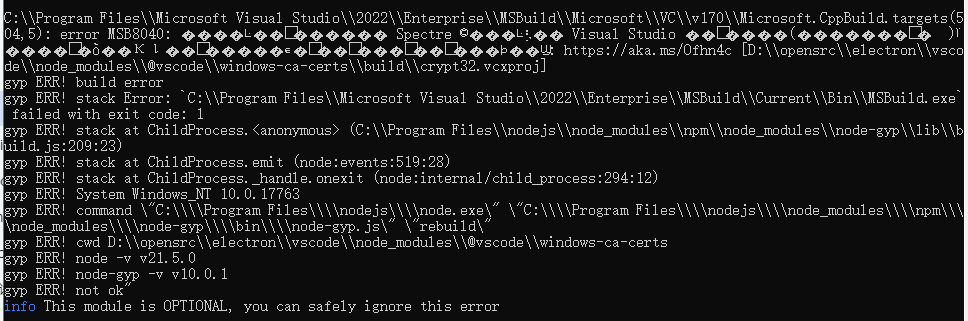 C:\\Program Files\\Microsoft Visual Studio\\2022\\Enterprise\\MSBuild\\Microsoft\\VC\\v170\\Microsoft.CppBuild.targets(5
04,5): error MSB8040: Spectre Visual Studio
https://aka.ms/Ofhn4c [D:\\opensrc\\electron\\vsco
de\\node_modules\\@vscode\\windows-ca-certs\\build\\crypt32.vcxproj]
gyp ERR! build error
gyp ERR! stack Error: `C:\\Program Files\\Microsoft Visual Studio\\2022\\Enterprise\\MSBuild\\Current\\Bin\\MSBuild.exe`
failed with exit code: 1
gyp ERR! stack at ChildProcess.<anonymous> (C:\\Program Files\\nodejs\\node_modules\\npm\\node_modules\\node-gyp\\lib\\b
uild.js:209:23)
gyp ERR! stack at ChildProcess.emit (node:events:519:28)
gyp ERR! stack at ChildProcess._handle.onexit (node:internal/child_process:294:12)
gyp ERR! System Windows_NT 10.0.17763
gyp ERR! command \"C:\\\\Program Files\\\\nodejs\\\\node.exe\" \"C:\\\\Program Files\\\\nodejs\\\\node_modules\\\\npm\\\
\node_modules\\\\node-gyp\\\\bin\\\\node-gyp.js\" \"rebuild\"
gyp ERR! cwd D:\\opensrc\\electron\\vscode\\node_modules\\@vscode\\windows-ca-certs
gyp ERR! node -v v21.5.0
gyp ERR! node-gyp -v v10.0.1
gyp ERR! not ok"
info This module is OPTIONAL, you can safely ignore this error